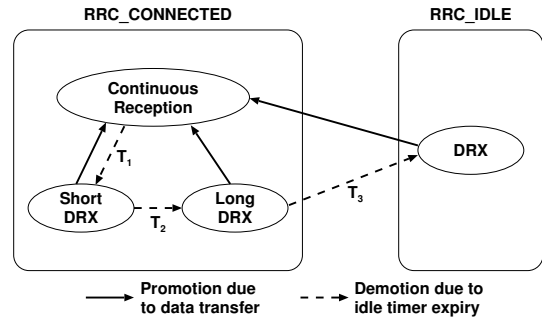 RRC_CONNECTED
RRC_IDLE
Continuous
Reception
T1
DRX
Short
DRX
T2
Long
DRX
T3
Promotion due
to data transfer
Demotion due to
idle timer expiry